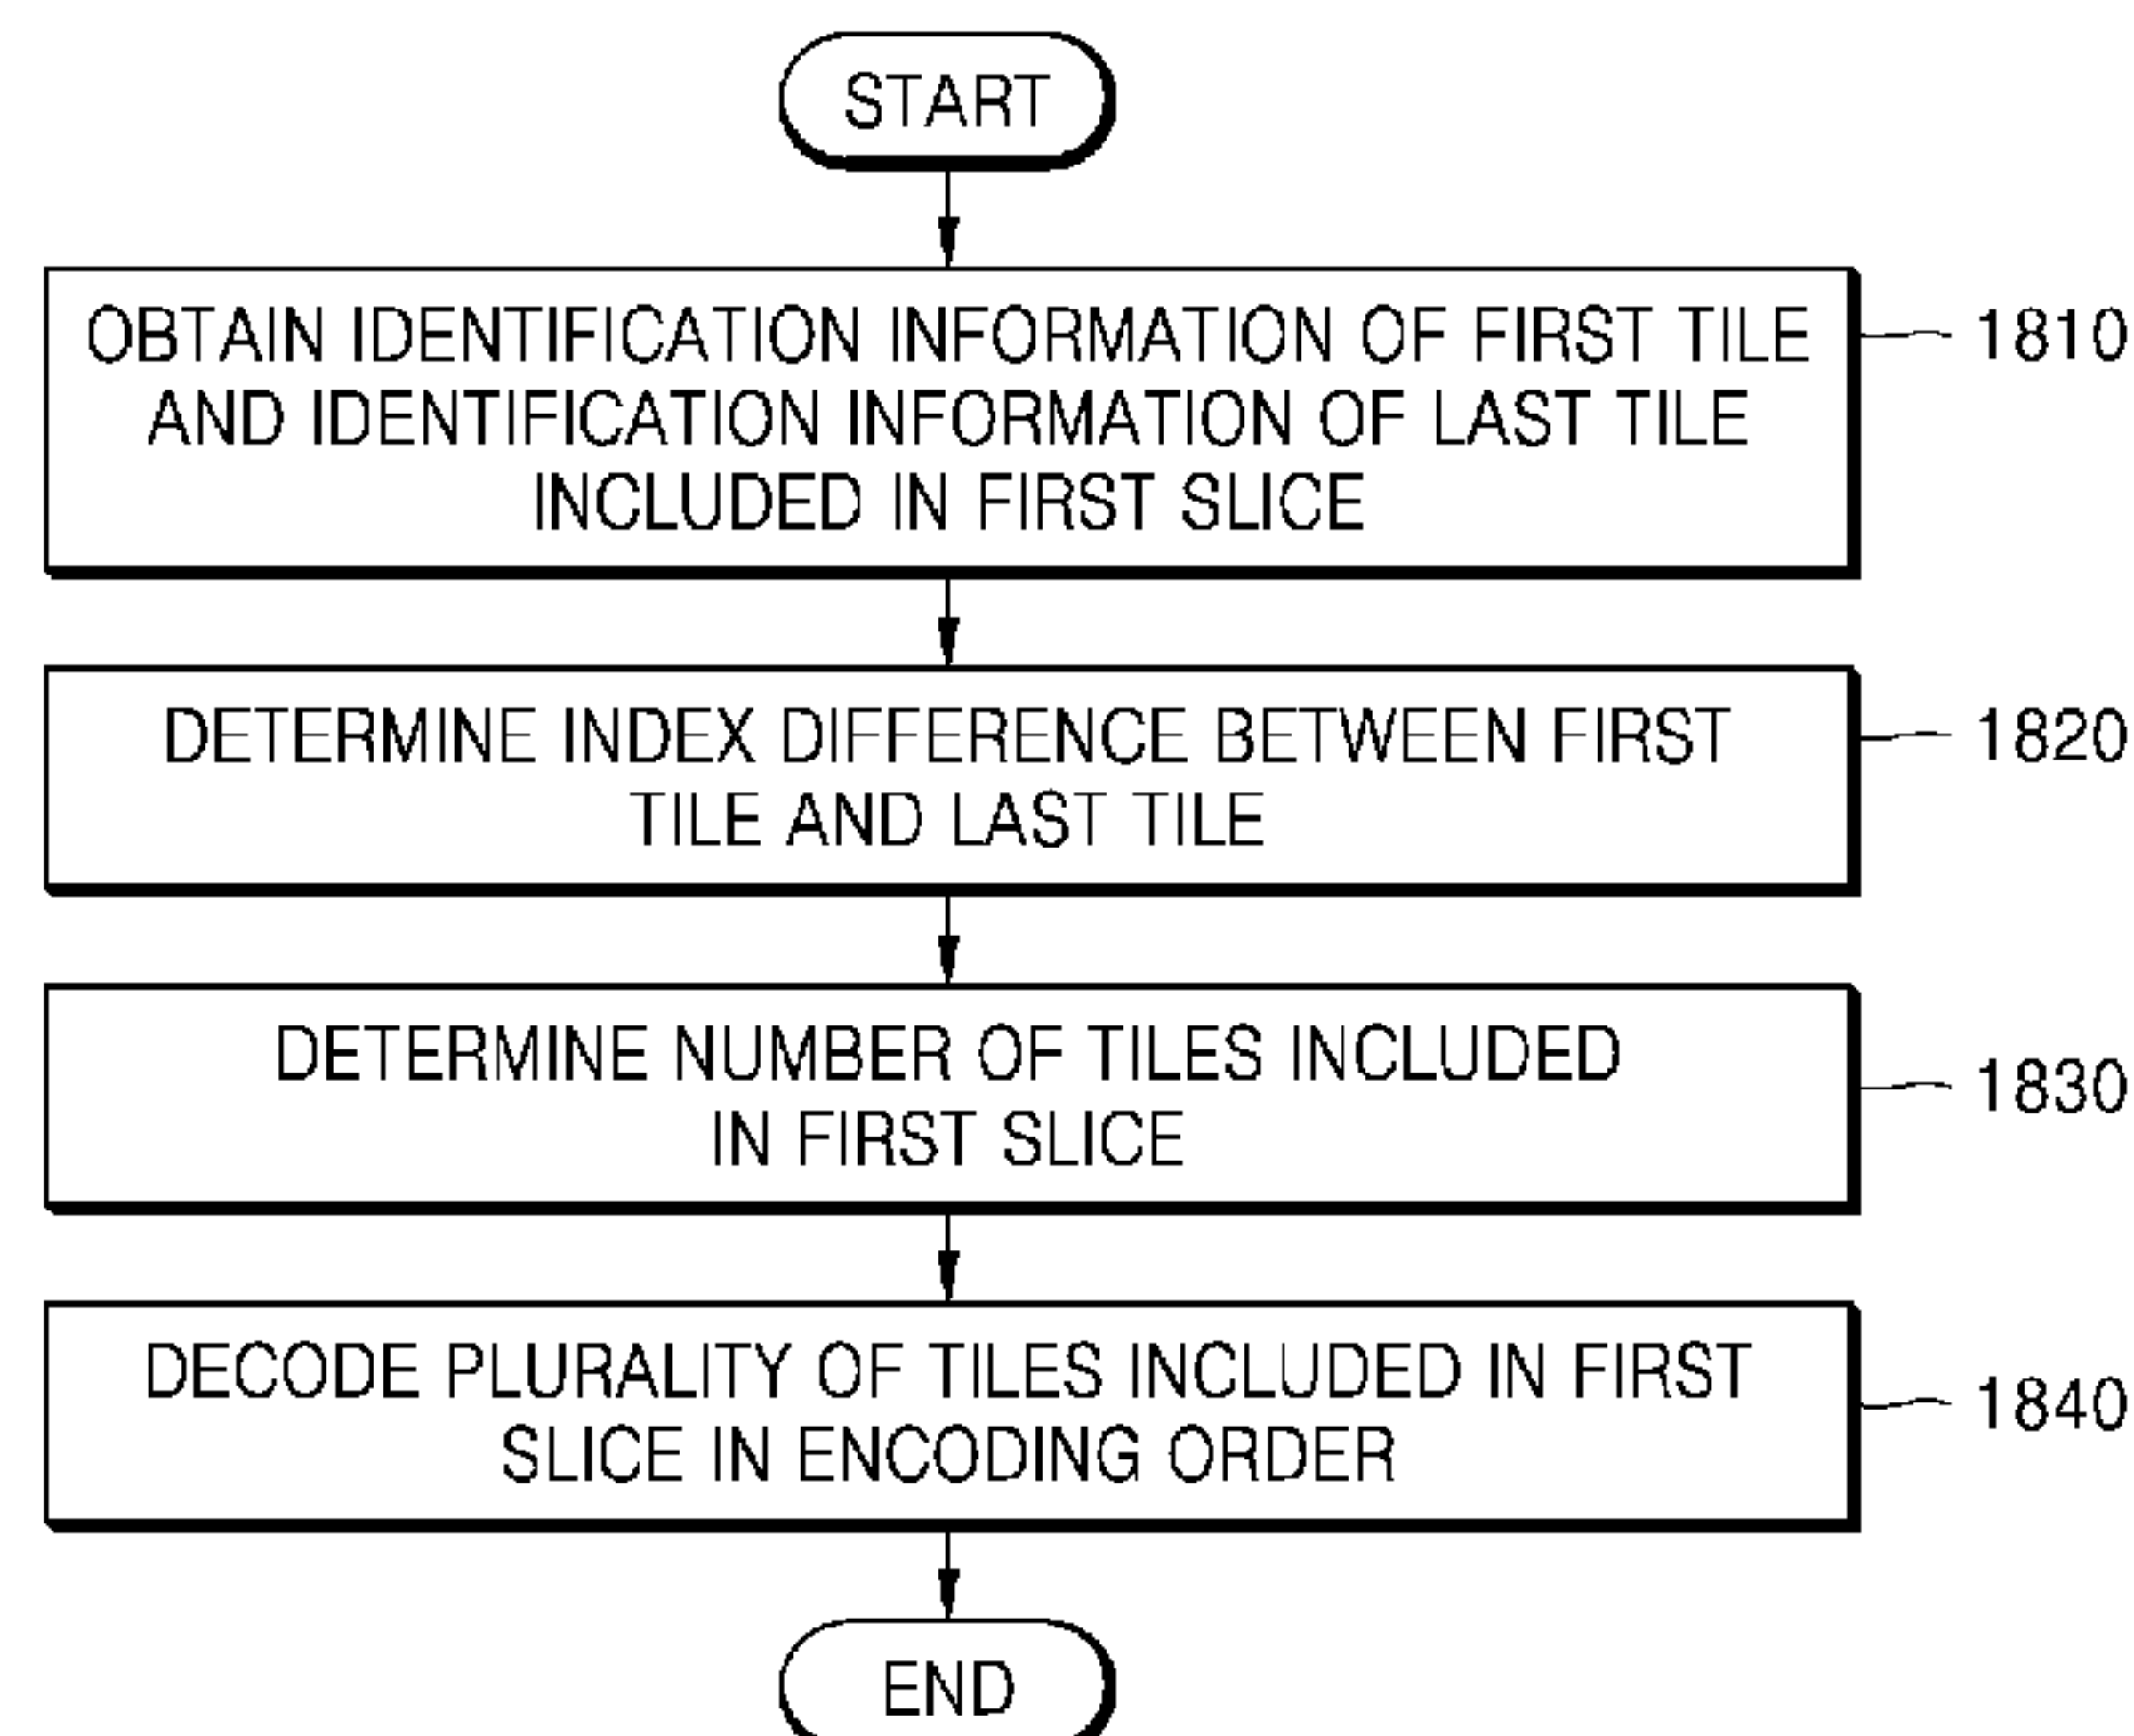 START
OBTAIN IDENTIFICATION INFORMATION OF FIRST TILE
AND IDENTIFICATION INFORMATION OF LAST TILE
INCLUDED IN FIRST SLICE
1810
DETERMINE INDEX DIFFERENCE BETWEEN FIRST
TILE AND LAST TILE
1820
DETERMINE NUMBER OF TILES INCLUDED
IN FIRST SLICE
1830
DECODE PLURALITY OF TILES INCLUDED IN FIRST
SLICE IN ENCODING ORDER
1840
END